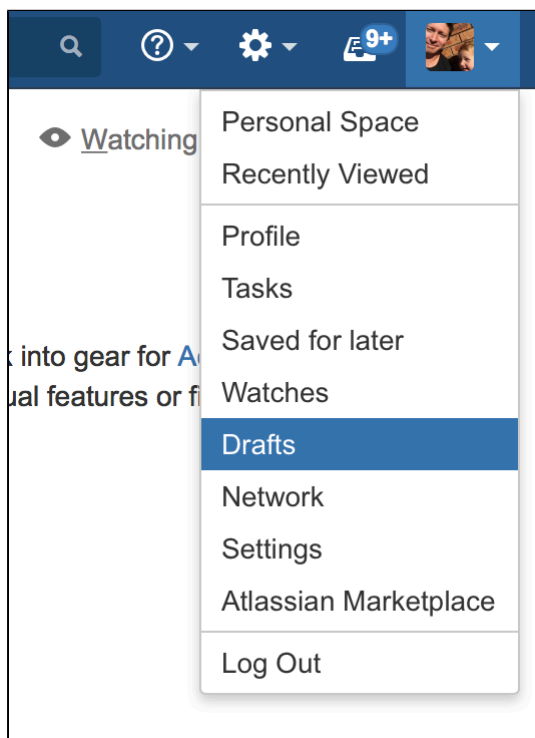 9+
Watching
Personal Space
Recently Viewed
Profile
Tasks
Saved for later
into gear for
Watches
features or
Drafts
Network
Settings
Atlassian Marketplace
Log Out